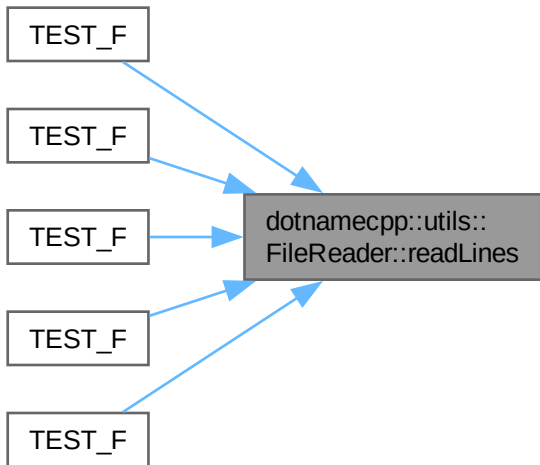 TEST_F
TEST_F
TEST_F
TEST_F
TEST_F
dotnamecpp::utils::
FileReader::readLines